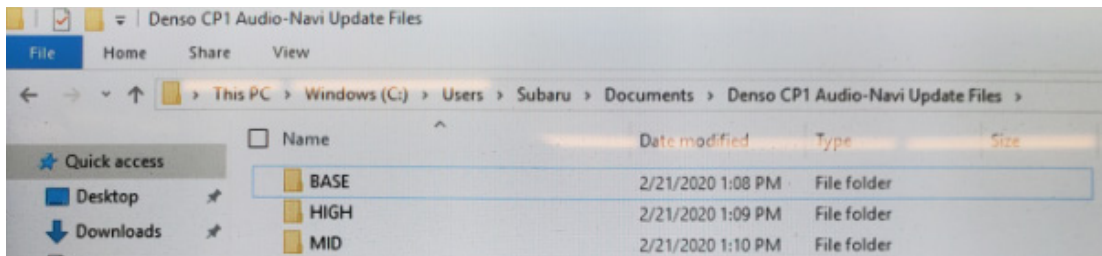 Denso CP1 Audio-Navi Update Files
File Home Share View
This PC > Windows (C:) > Users > Subaru > Documents > Denso CP1 Audio-Navi Update Files >
Name Date modified Type Size
Quick access
BASE 2/21/2020 1:08 PM File folder
Desktop
HIGH 2/21/2020 1:09 PM File folder
Downloads
MID 2/21/2020 1:10 PM File folder